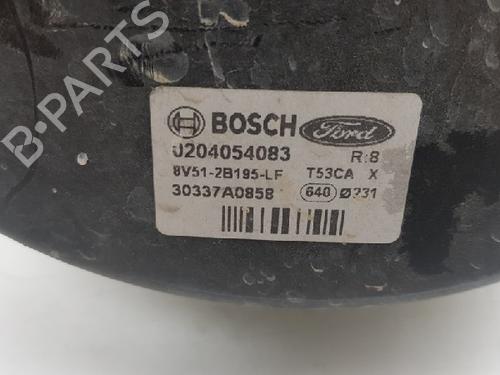 BOSCH Ford
0204054083 R:8
8V51-2B195-LF T53CA X
30337A0858 640 Ø231
B-PARTS